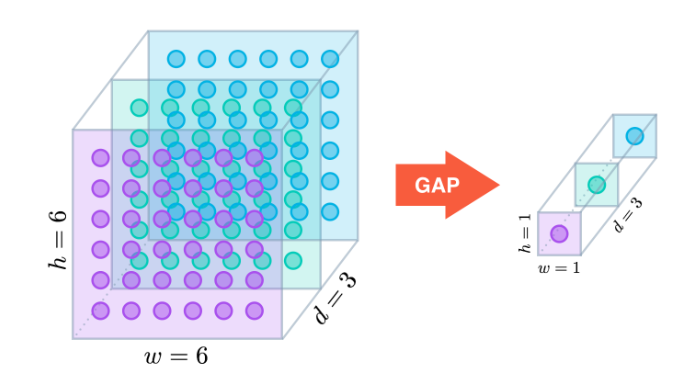 h = 6
w = 6
d = 3
GAP
h = 1
w = 1
d = 3